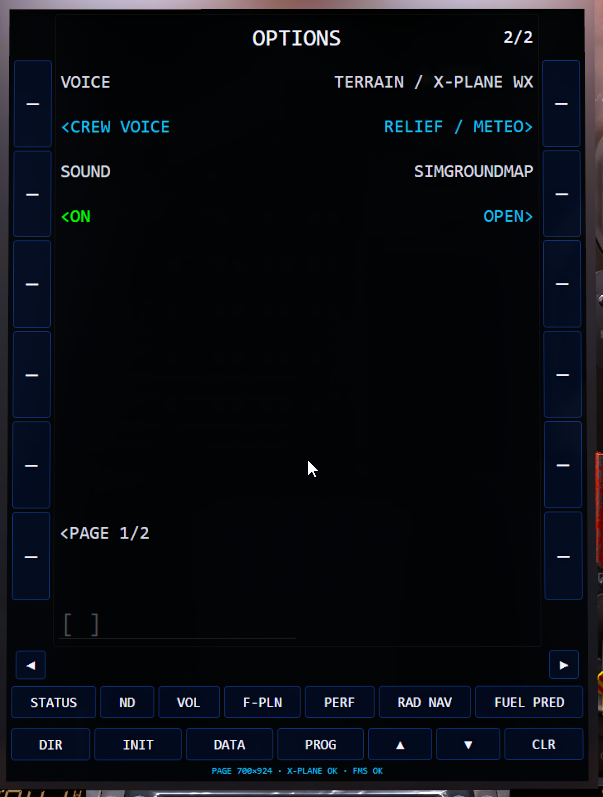 OPTIONS 2/2
VOICE TERRAIN / X-PLANE WX
<CREW VOICE RELIEF / METEO>
SOUND SIMGROUNDMAP
<ON OPEN>
<PAGE 1/2
[ ]
STATUS ND VOL F-PLN PERF RAD NAV FUEL PRED
DIR INIT DATA PROG ▲ ▼ CLR
PAGE 700×924 · X-PLANE OK · FMS OK